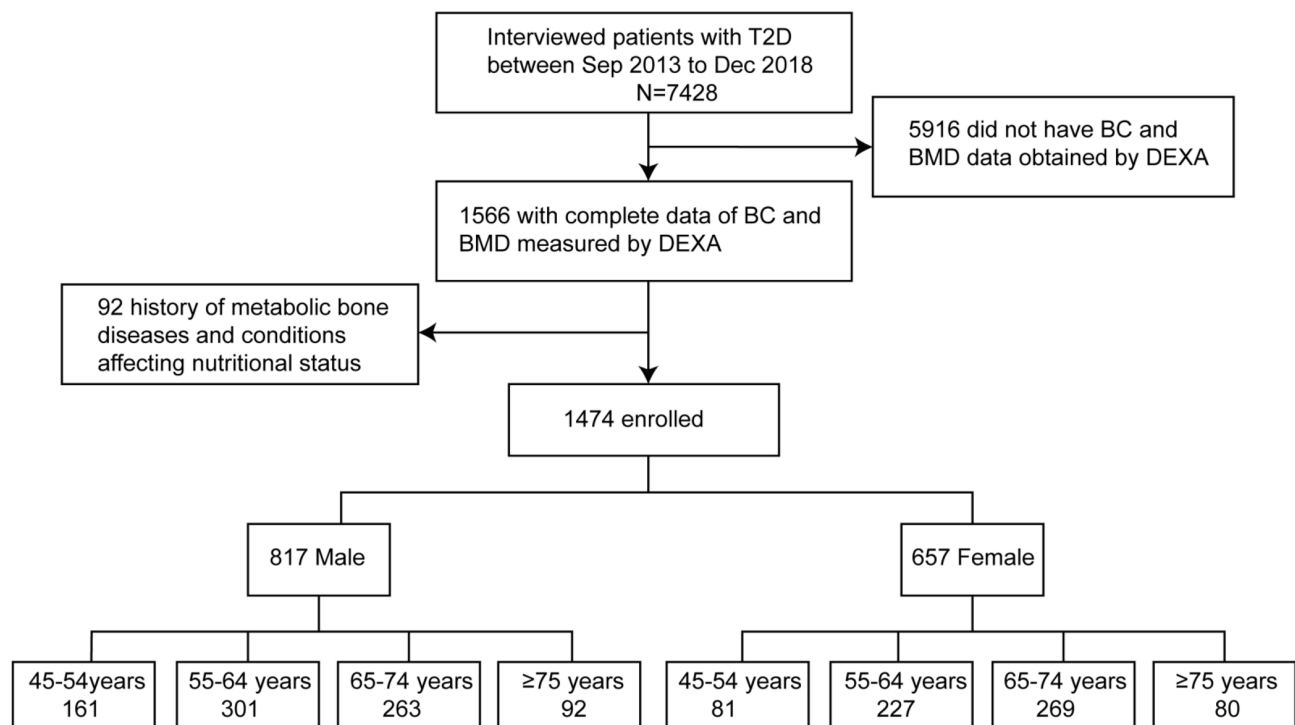 Interviewed patients with T2D
between Sep 2013 to Dec 2018
N=7428
5916 did not have BC and
BMD data obtained by DEXA
1566 with complete data of BC and
BMD measured by DEXA
92 history of metabolic bone
diseases and conditions
affecting nutritional status
1474 enrolled
817 Male
657 Female
45-54years
161
55-64 years
301
65-74 years
263
≥75 years
92
45-54 years
81
55-64 years
227
65-74 years
269
≥75 years
80